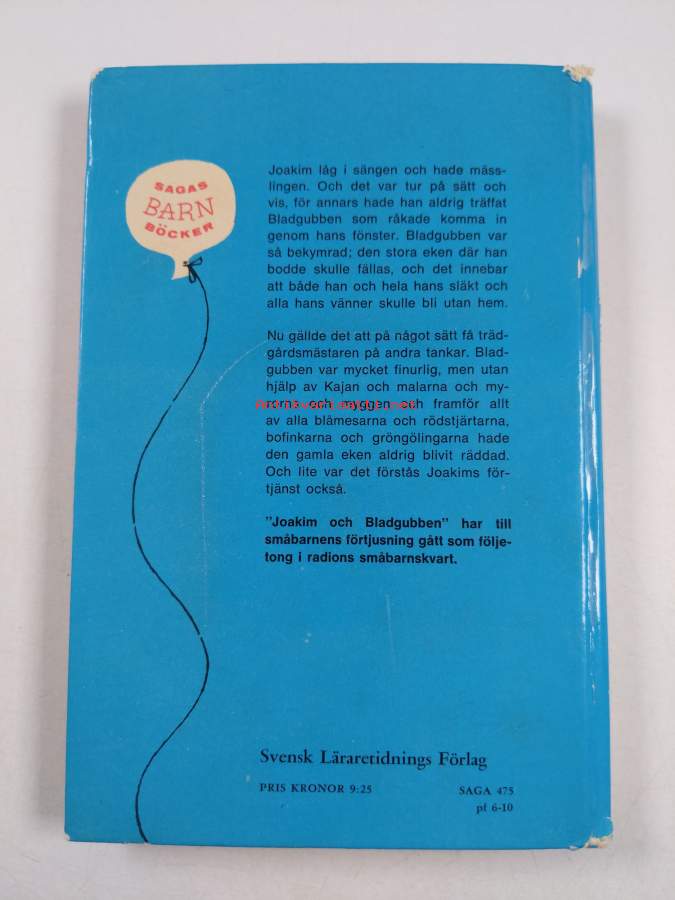 SAGAS
BARN
BÖCKER
Joakim låg i sängen och hade mäss-
lingen. Och det var tur på sätt och
vis, för annars hade han aldrig träffat
Bladgubben som råkade komma in
genom hans fönster. Bladgubben var
så bekymrad; den stora eken där han
bodde skulle fällas, och det innebar
att både han och hela hans släkt och
alla hans vänner skulle bli utan hem.
Nu gällde det att på något sätt få träd-
gårdsmästaren på andra tankar. Blad-
gubben var mycket finurlig, men utan
hjälp av Kajan och malarna och my-
rorna och myggen och framför allt
av alla blåmesarna och rödstjärtarna,
bofinkarna och gröngölingarna hade
den gamla eken aldrig blivit räddad.
Och lite var det förstås Joakims för-
tjänst också.
"Joakim och Bladgubben" har till
småbarnens förtjusning gått som följe-
tong i radions småbarnskvart.
Svensk Läraretidnings Förlag
PRIS KRONOR 9:25 SAGA 475
pf 6-10